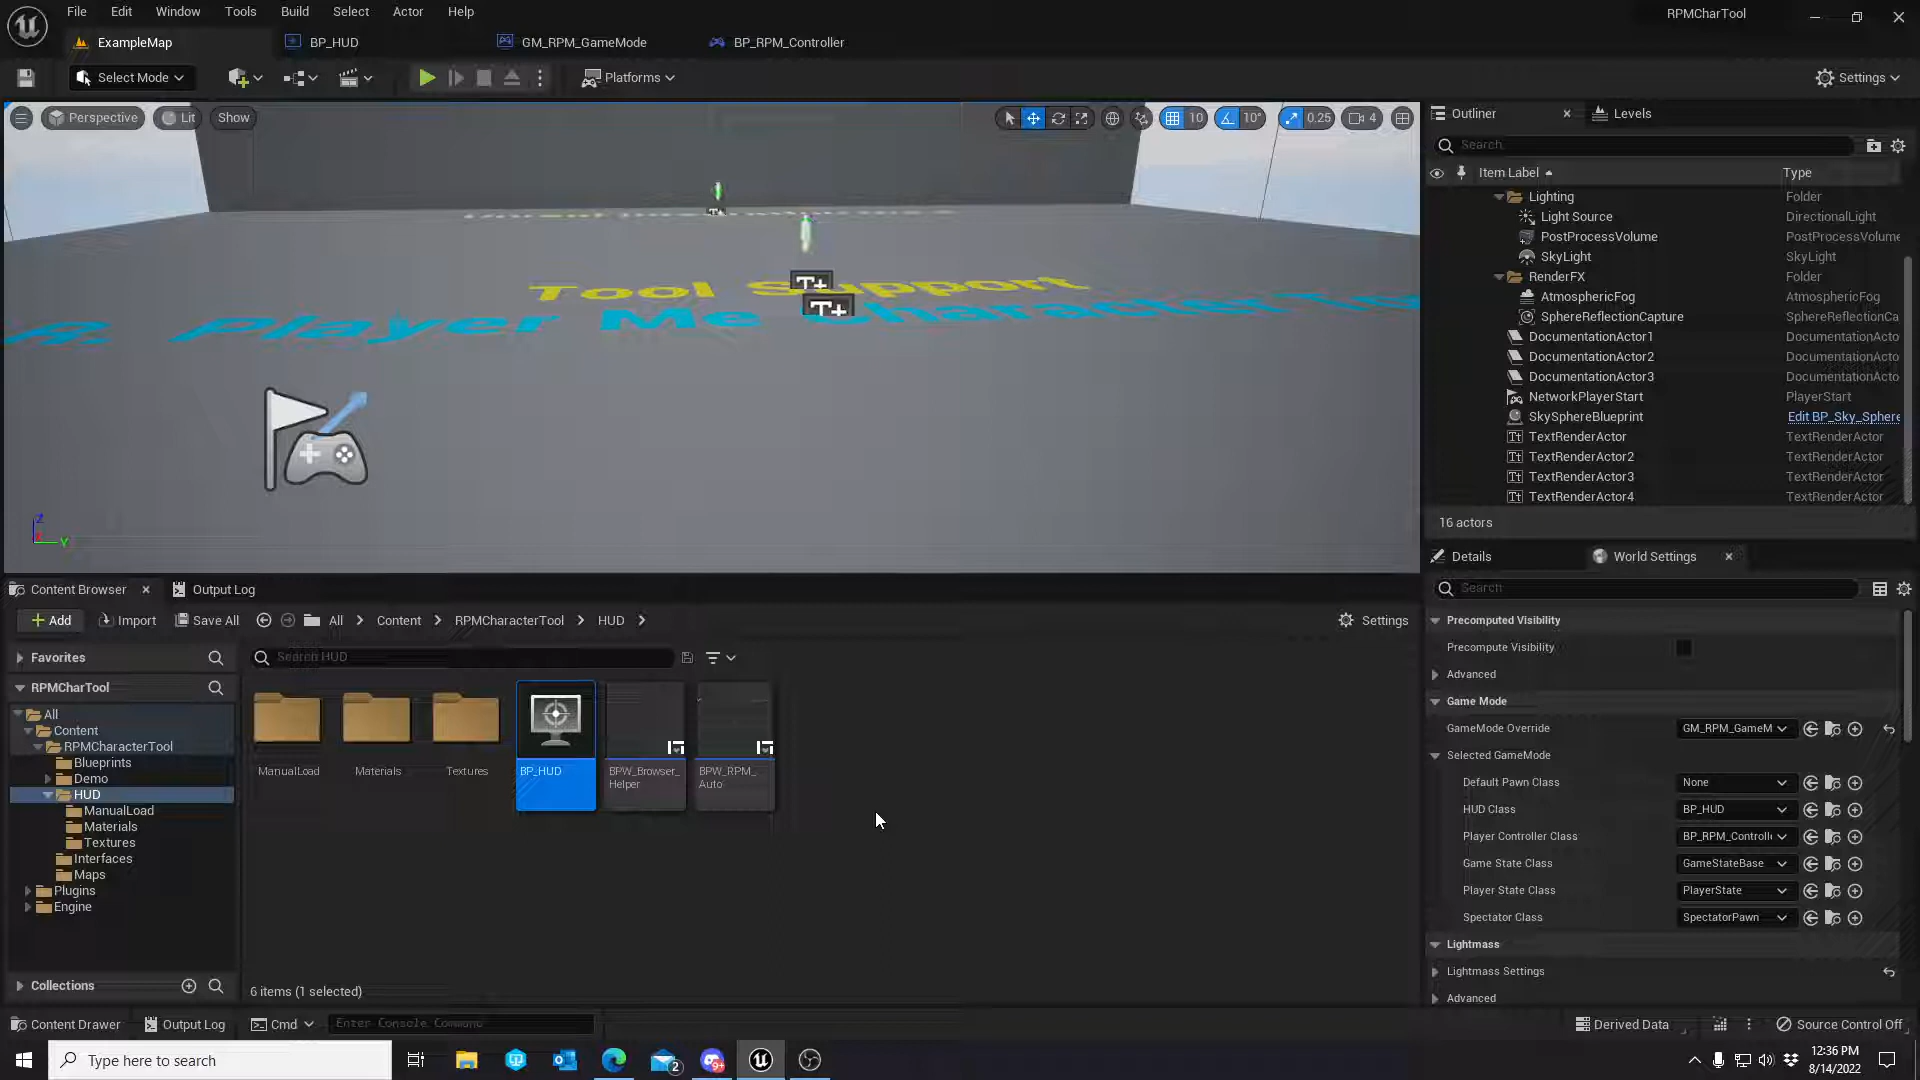 File Edit Window Tools Build Select Actor Help
RPMCharTool
ExampleMap BP_HUD GM_RPM_GameMode BP_RPM_Controller
Select Mode Platforms Settings
Perspective Lit Show 10 10° 0.25 4
Tool Support
Player Me Character
Outliner Levels
Search
Item Label Type
Lighting Folder
Light Source DirectionalLight
PostProcessVolume PostProcessVolume
SkyLight SkyLight
RenderFX Folder
AtmosphericFog AtmosphericFog
SphereReflectionCapture SphereReflectionCa
DocumentationActor1 DocumentationActo
DocumentationActor2 DocumentationActo
DocumentationActor3 DocumentationActo
NetworkPlayerStart PlayerStart
SkySphereBlueprint Edit BP_Sky_Sphere
TextRenderActor TextRenderActor
TextRenderActor2 TextRenderActor
TextRenderActor3 TextRenderActor
TextRenderActor4 TextRenderActor
16 actors
Details World Settings
Search
Precomputed Visibility
Precompute Visibility
Advanced
Game Mode
GameMode Override GM_RPM_GameM
Selected GameMode
Default Pawn Class None
HUD Class BP_HUD
Player Controller Class BP_RPM_Controll
Game State Class GameStateBase
Player State Class PlayerState
Spectator Class SpectatorPawn
Lightmass
Lightmass Settings
Advanced
Content Browser Output Log
Add Import Save All All Content RPMCharacterTool HUD Settings
Favorites
Search HUD
RPMCharTool
All
Content
RPMCharacterTool
Blueprints
Demo
HUD
ManualLoad
Materials
Textures
Interfaces
Maps
Plugins
Engine
Collections
ManualLoad Materials Textures BP_HUD BPW_Browser_
Helper BPW_RPM_
Auto
6 items (1 selected)
Content Drawer Output Log Cmd Enter Console Command Derived Data Source Control Off
Type here to search
2
9+
12:36 PM
8/14/2022